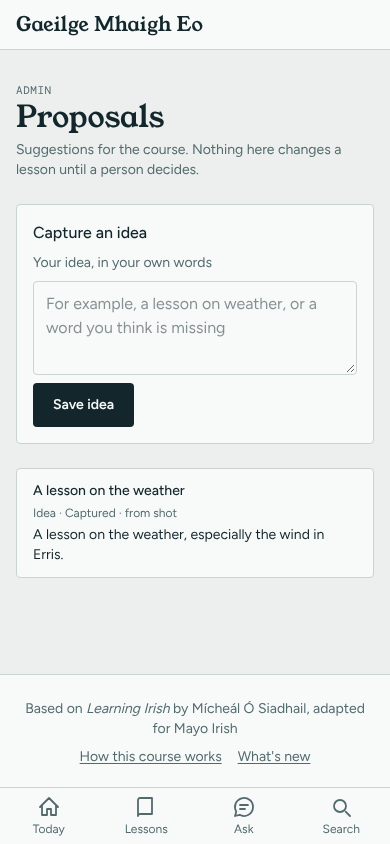 Gaeilge Mhaigh Eo
ADMIN
Proposals
Suggestions for the course. Nothing here changes a
lesson until a person decides.
Capture an idea
Your idea, in your own words
For example, a lesson on weather, or a
word you think is missing
Save idea
A lesson on the weather
Idea · Captured · from shot
A lesson on the weather, especially the wind in
Erris.
Based on Learning Irish by Mícheál Ó Siadhail, adapted
for Mayo Irish
How this course works What's new
Today Lessons Ask Search